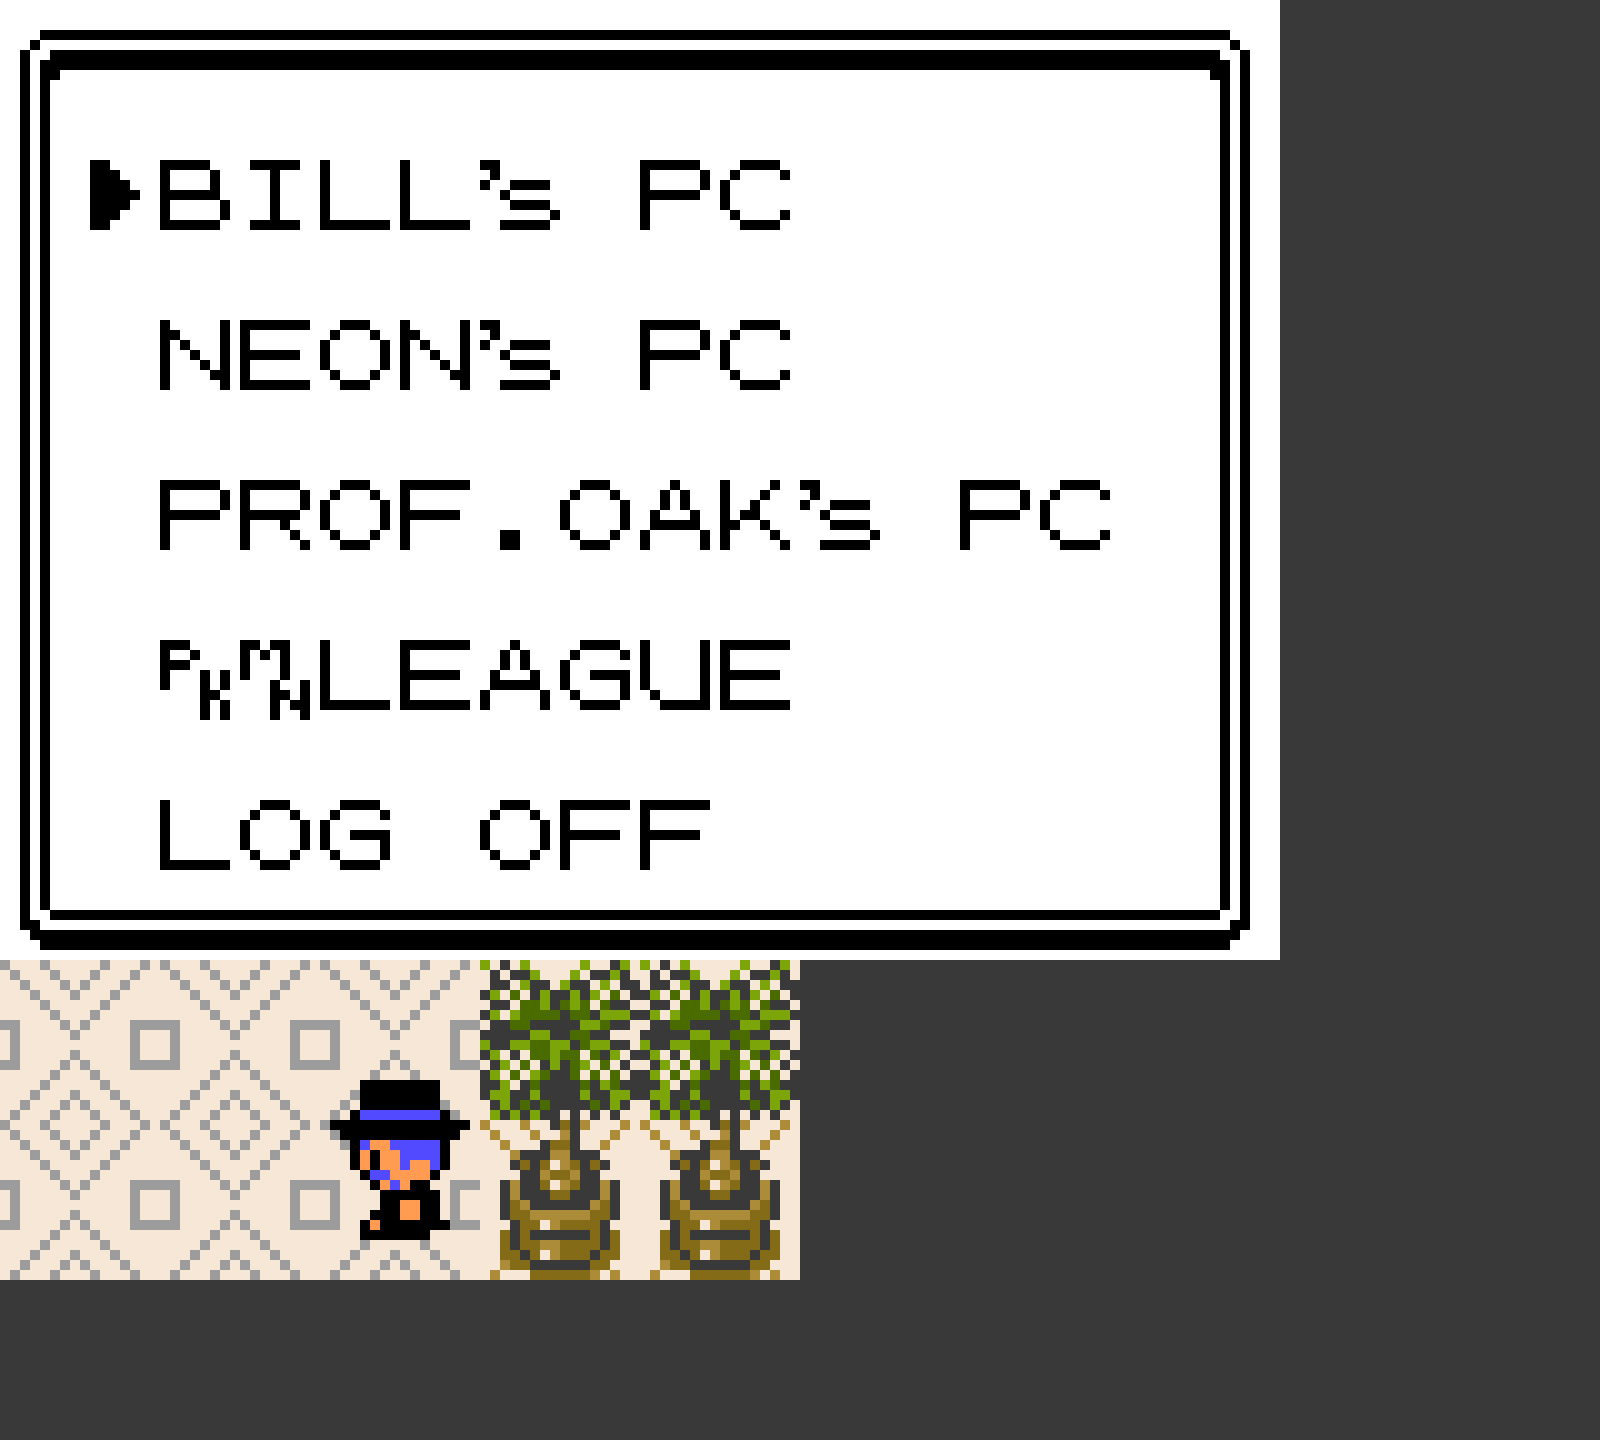 ▶BILL's PC
NEON's PC
PROF.OAK's PC
PKMNLEAGUE
LOG OFF